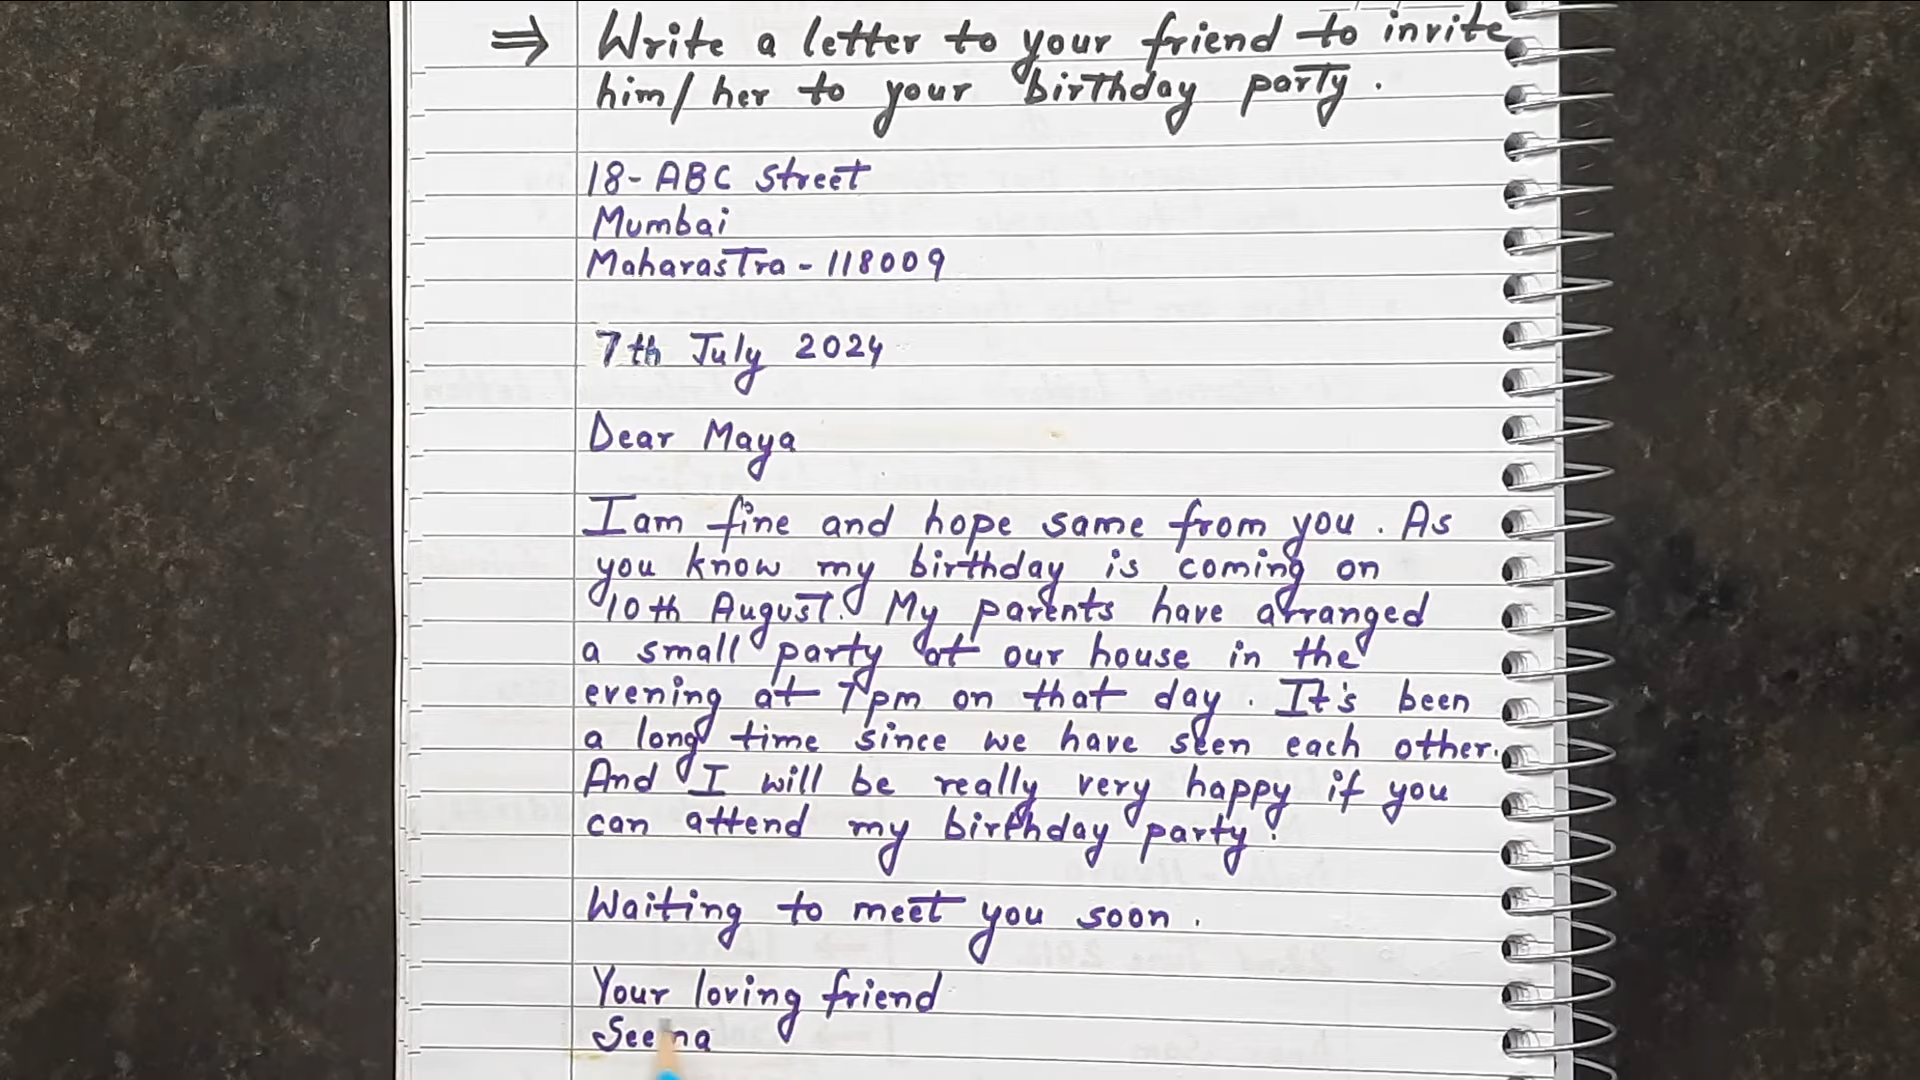 ⇒ Write a letter to your friend to invite
him/her to your birthday party.
18- ABC street
Mumbai
Maharastra - 118009
7th July 2024
Dear Maya
I am fine and hope same from you. As
you know my birthday is coming on
10th August. My parents have arranged
a small party at our house in the
evening at 7pm on that day. It's been
a long time since we have seen each other.
And I will be really very happy if you
can attend my birthday party.
Waiting to meet you soon.
Your loving friend
Seema